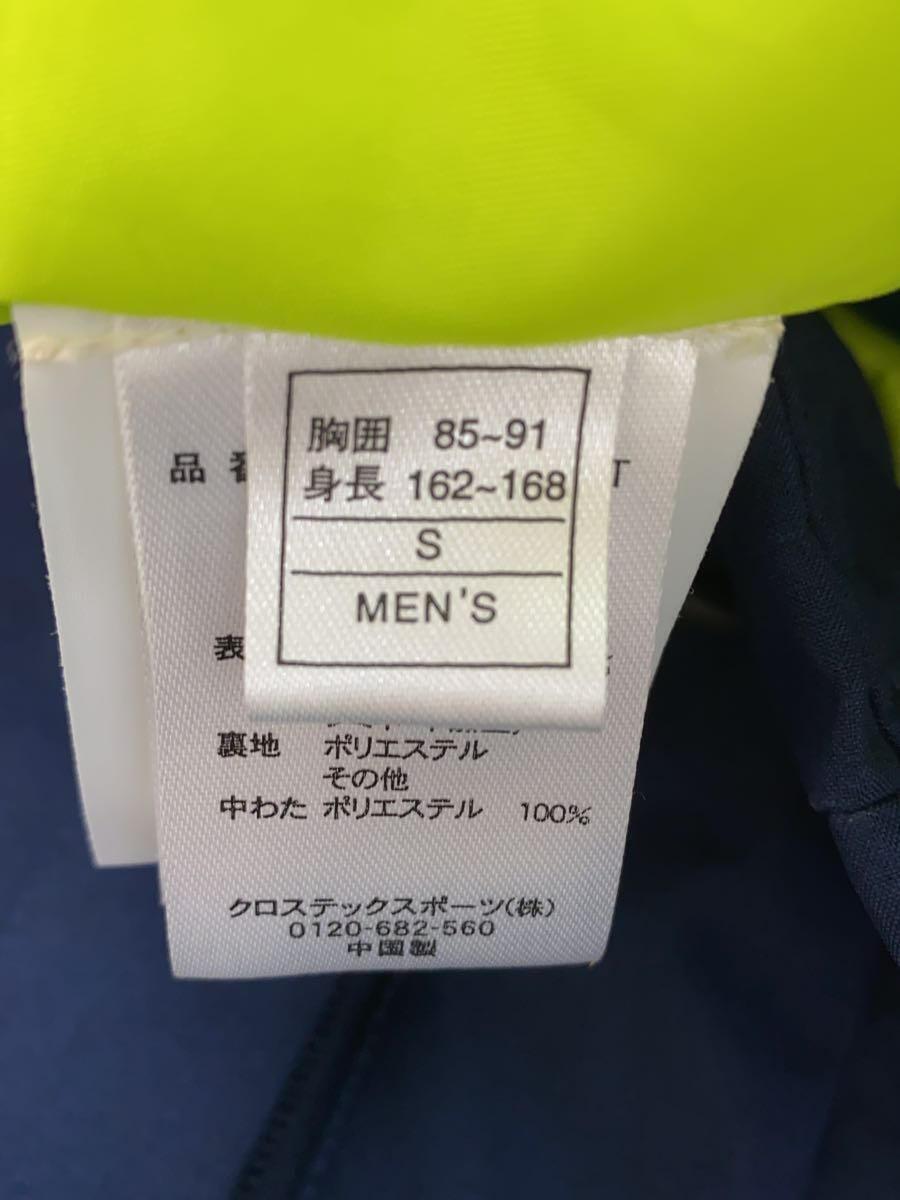 胸囲 85~91
身長 162~168
S
MEN'S
品 T
表
裏地 ポリエステル
その他
中わた ポリエステル 100%
クロステックスポーツ(株)
0120-682-560
中国製